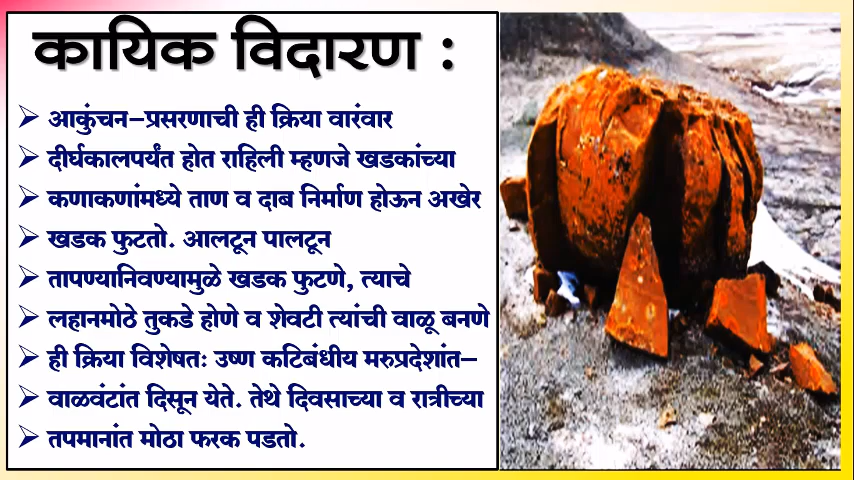 कायिक विदारण :
➢ आकुंचन–प्रसरणाची ही क्रिया वारंवार
➢ दीर्घकालपर्यंत होत राहिली म्हणजे खडकांच्या
➢ कणाकणांमध्ये ताण व दाब निर्माण होऊन अखेर
➢ खडक फुटतो. आलटून पालटून
➢ तापण्यानिवण्यामुळे खडक फुटणे, त्याचे
➢ लहानमोठे तुकडे होणे व शेवटी त्यांची वाळू बनणे
➢ ही क्रिया विशेषतः उष्ण कटिबंधीय मरुप्रदेशांत–
➢ वाळवंटांत दिसून येते. तेथे दिवसाच्या व रात्रीच्या
➢ तपमानांत मोठा फरक पडतो.